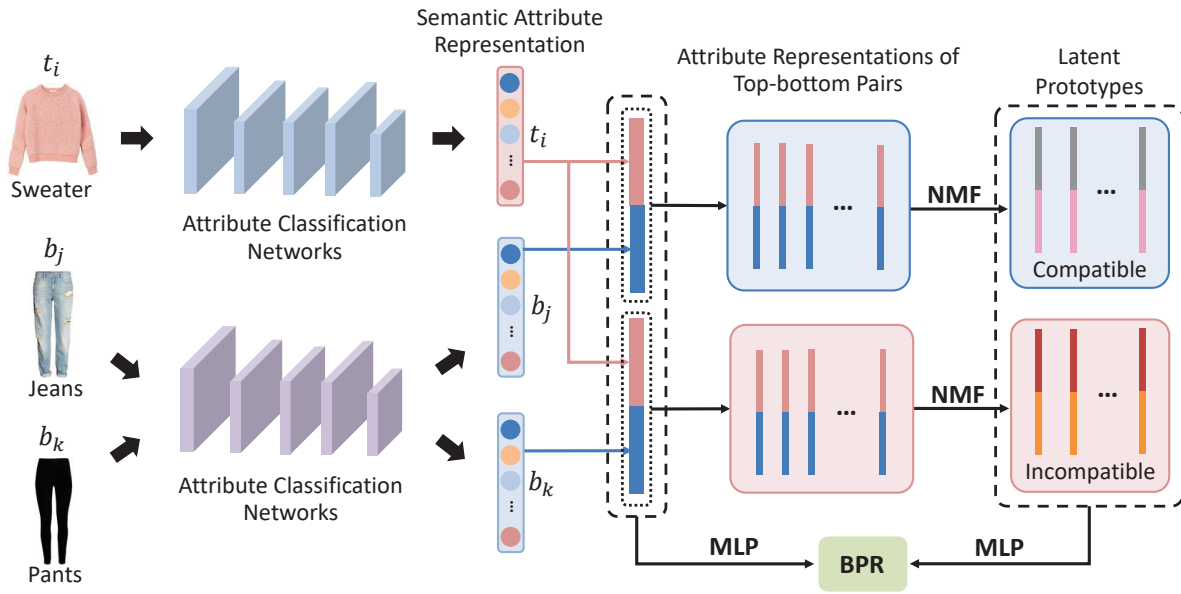 Semantic Attribute
Representation
t_i
Sweater
Attribute Classification
Networks
t_i
...
Attribute Representations of
Top-bottom Pairs
...
NMF
Latent
Prototypes
...
Compatible
b_j
Jeans
b_j
...
b_k
Pants
Attribute Classification
Networks
b_k
...
...
NMF
...
Incompatible
MLP
BPR
MLP